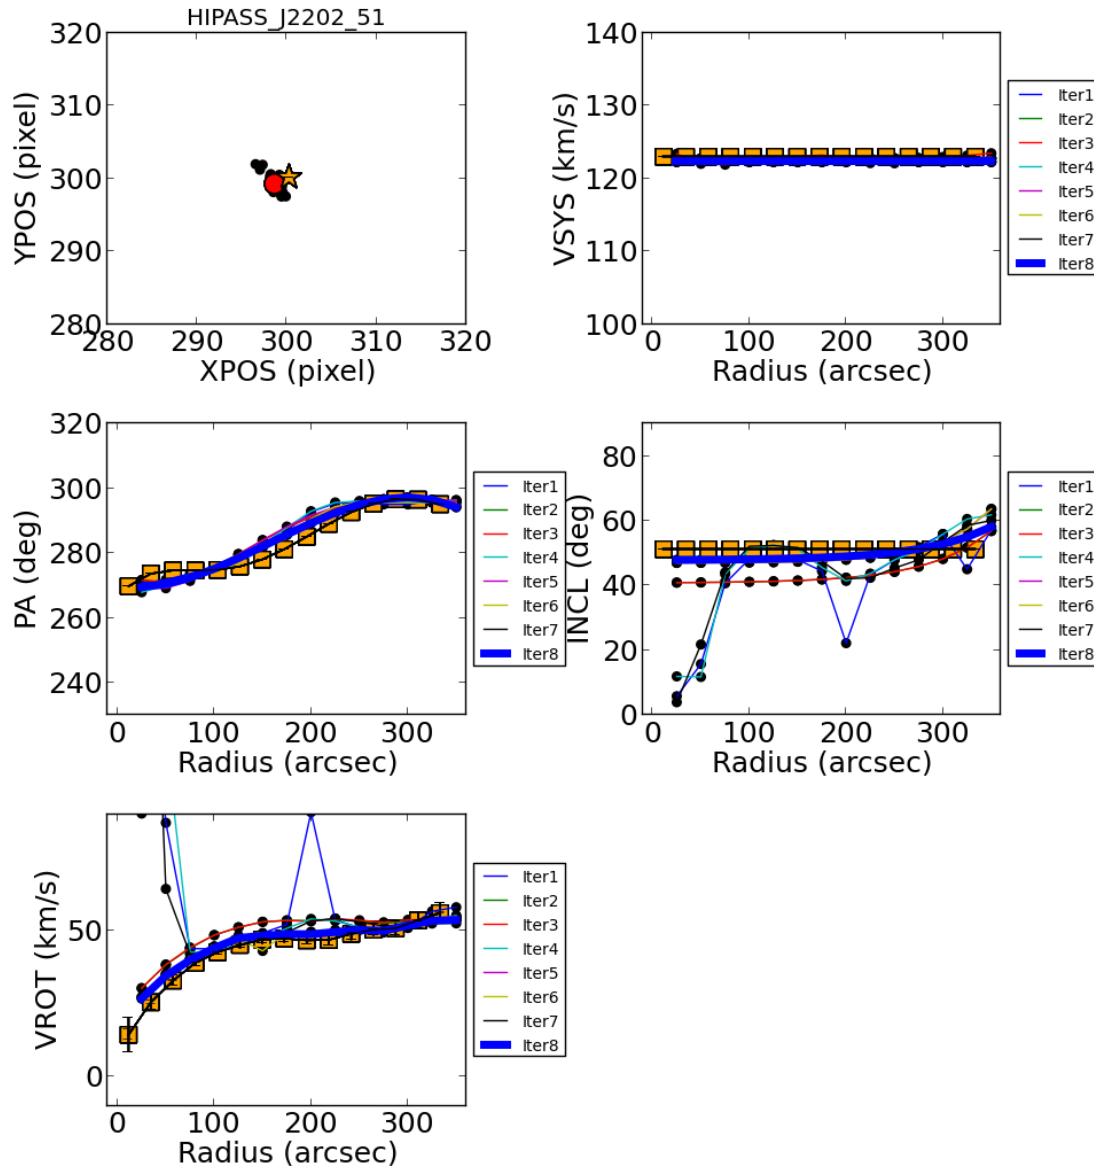 HIPASS_J2202_51
320
310
300
290
280
YPOS (pixel)
280 290 300 310 320
XPOS (pixel)
140
130
120
110
100
VSYS (km/s)
0 100 200 300
Radius (arcsec)
Iter1
Iter2
Iter3
Iter4
Iter5
Iter6
Iter7
Iter8
320
300
280
260
240
PA (deg)
0 100 200 300
Radius (arcsec)
Iter1
Iter2
Iter3
Iter4
Iter5
Iter6
Iter7
Iter8
80
60
40
20
0
INCL (deg)
0 100 200 300
Radius (arcsec)
Iter1
Iter2
Iter3
Iter4
Iter5
Iter6
Iter7
Iter8
50
0
VROT (km/s)
0 100 200 300
Radius (arcsec)
Iter1
Iter2
Iter3
Iter4
Iter5
Iter6
Iter7
Iter8